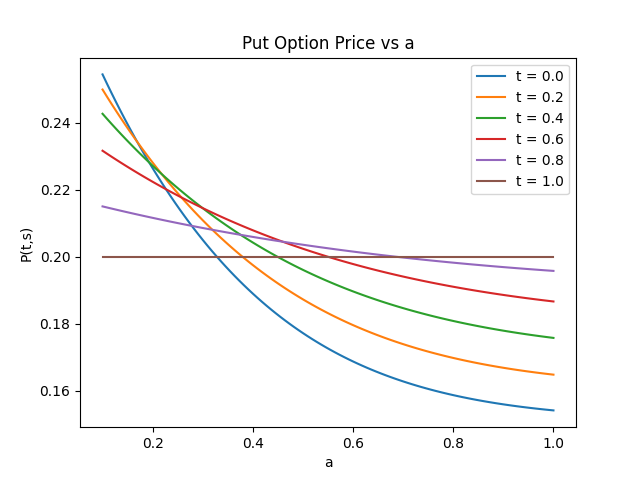 Put Option Price vs a
t = 0.0
t = 0.2
t = 0.4
t = 0.6
t = 0.8
t = 1.0
P(t,s)
0.24
0.22
0.20
0.18
0.16
0.2
0.4
0.6
0.8
1.0
a